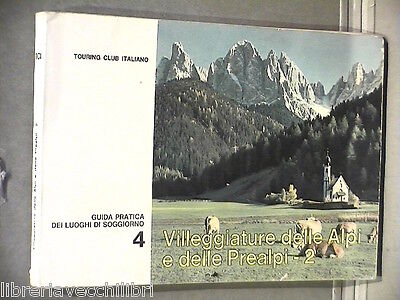 TOURING CLUB ITALIANO
GUIDA PRATICA
DEI LUOGHI DI SOGGIORNO
4
Villeggiature delle Alpi
e delle Prealpi - 2
libreriavecchilibri